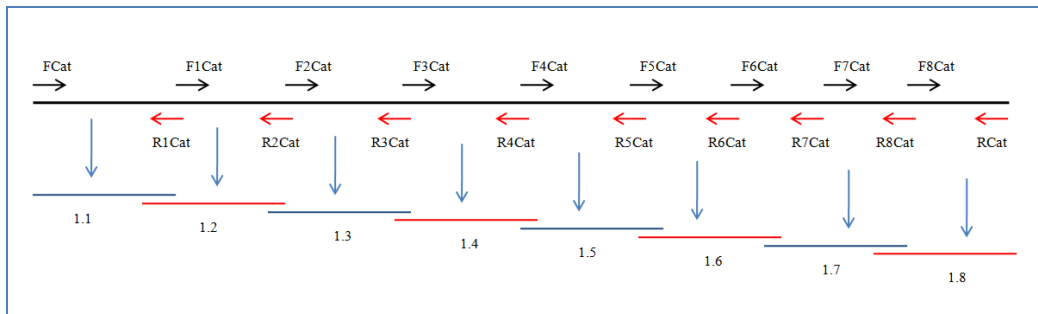 FCat F1Cat F2Cat F3Cat F4Cat F5Cat F6Cat F7Cat F8Cat
R1Cat R2Cat R3Cat R4Cat R5Cat R6Cat R7Cat R8Cat RCat
1.1 1.2 1.3 1.4 1.5 1.6 1.7 1.8